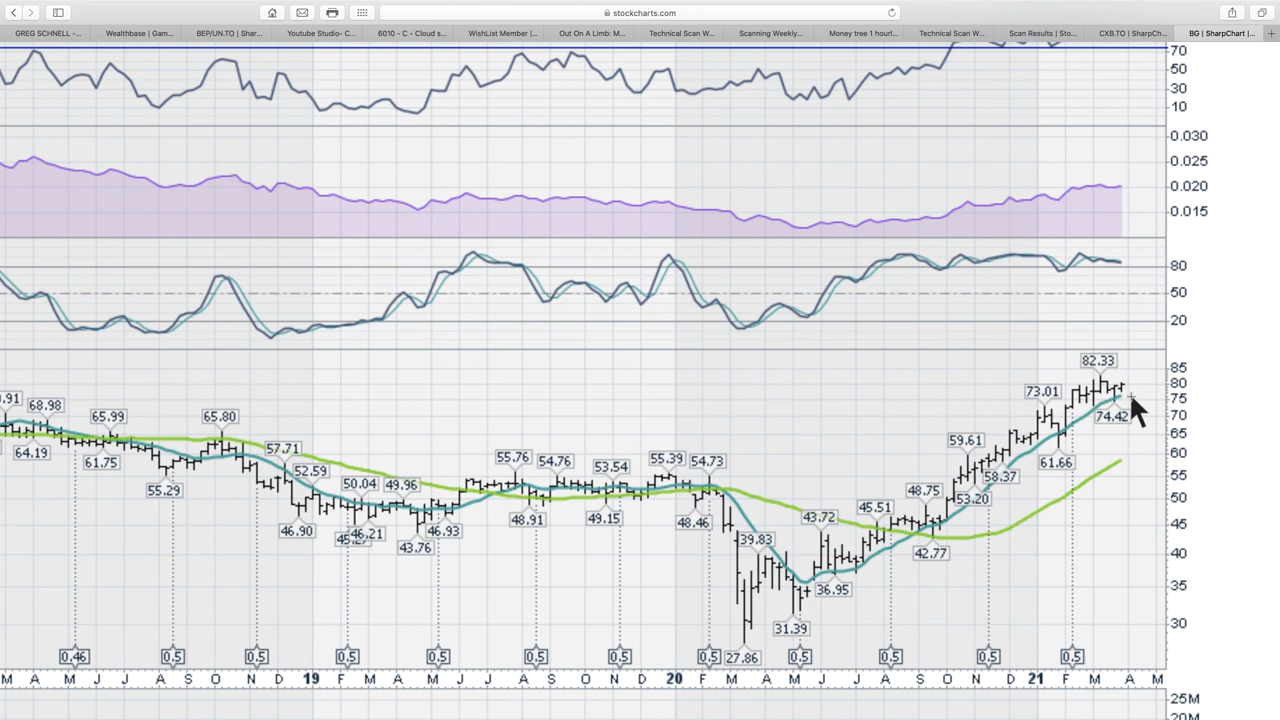 stockcharts.com
GREG SCHNELL -... Wealthbase | Gam... BEP/UN.TO | Shar... Youtube Studio- C... 6010 - C - Cloud s... WishList Member |... Out On A Limb: M... Technical Scan W... Scanning Weekly... Money tree 1 hourl... Technical Scan W... Scan Results | Sto... CXB.TO | SharpCh... BG | SharpChart |...
70
50
30
10
0.030
0.025
0.020
0.015
80
50
20
82.33
85
80
.91 68.98 73.01 75
65.99 65.80 74.42 70
64.19 61.75 57.71 59.61 61.66 65
55.29 52.59 55.76 54.76 53.54 55.39 54.73 60
50.04 49.96 48.75 53.20 58.37 55
46.90 46.21 46.93 48.91 49.15 48.46 43.72 45.51 50
43.76 39.83 42.77 45
40
36.95 35
31.39 30
0.46 0.5 0.5 0.5 0.5 0.5 0.5 0.5 27.86 0.5 0.5 0.5 0.5
M A M J J A S O N D 19 F M A M J J A S O N D 20 F M A M J J A S O N D 21 F M A M
25M
20M